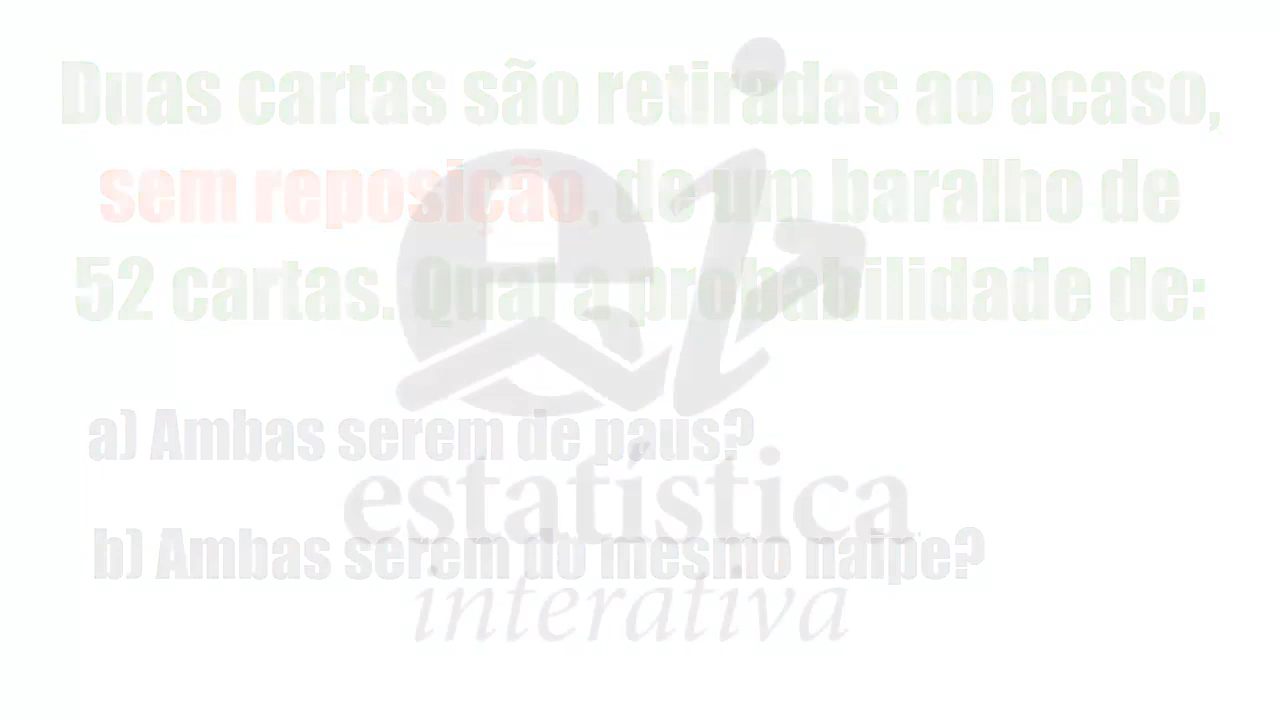 Duas cartas são retiradas ao acaso,
sem reposição, de um baralho de
52 cartas. Qual a probabilidade de:
a) Ambas serem de paus?
estatística
b) Ambas serem do mesmo naipe?
interativa